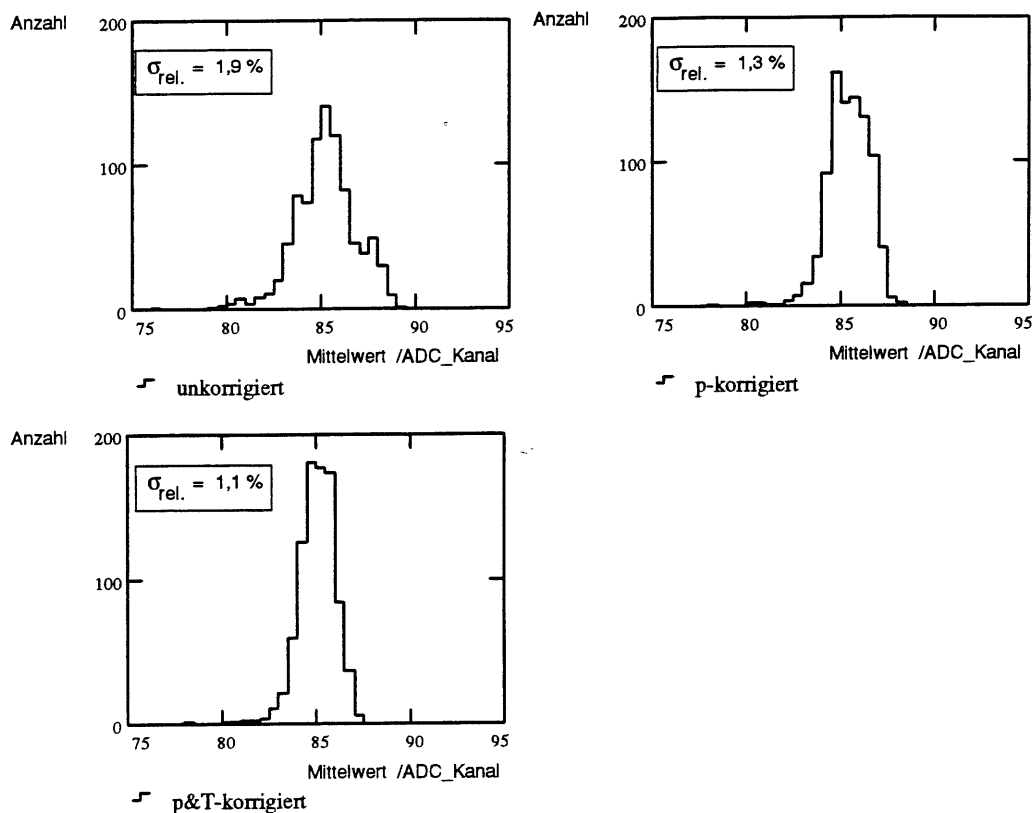 Anzahl
200
σrel. = 1,9 %
100
0
75 80 85 90 95
Mittelwert /ADC_Kanal
unkorrigiert
Anzahl
200
σrel. = 1,3 %
100
0
75 80 85 90 95
Mittelwert /ADC_Kanal
p-korrigiert
Anzahl
200
σrel. = 1,1 %
100
0
75 80 85 90 95
Mittelwert /ADC_Kanal
p&T-korrigiert